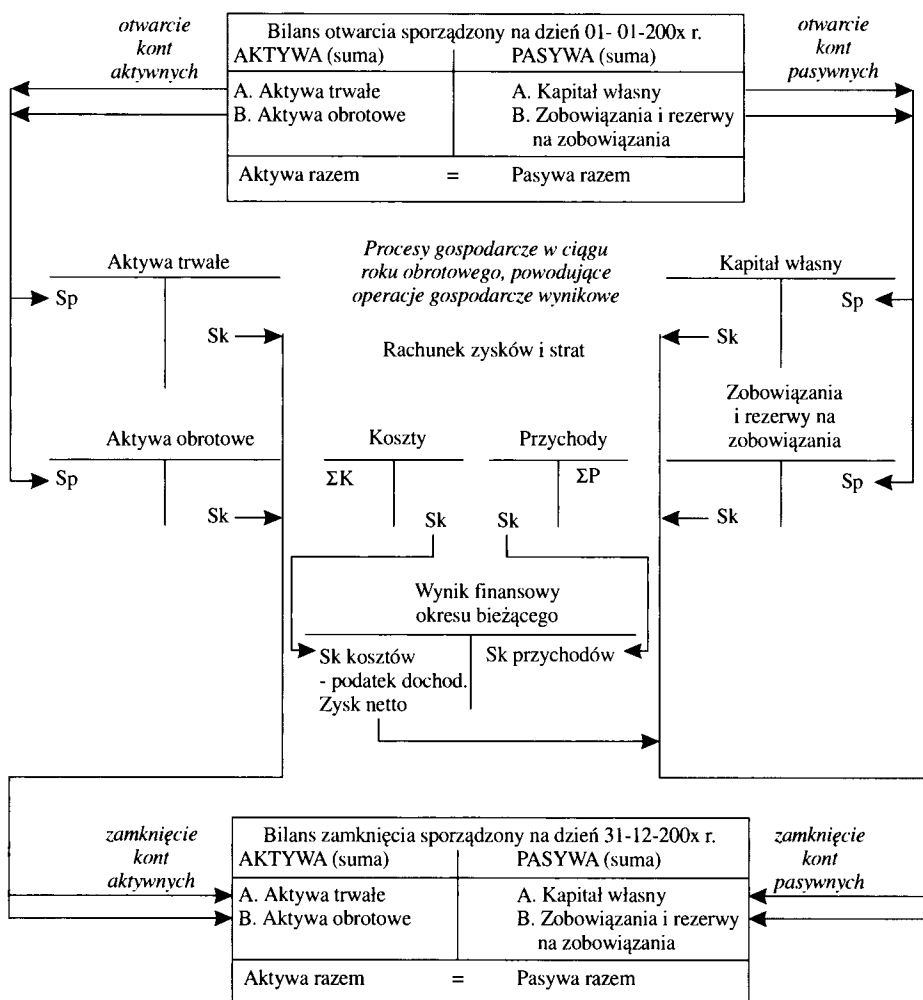 otwarcie
kont
aktywnych
Bilans otwarcia sporządzony na dzień 01- 01-200x r.
AKTYWA (suma) PASYWA (suma)
A. Aktywa trwałe A. Kapitał własny
B. Aktywa obrotowe B. Zobowiązania i rezerwy
na zobowiązania
Aktywa razem = Pasywa razem
otwarcie
kont
pasywnych
Procesy gospodarcze w ciągu
roku obrotowego, powodujące
operacje gospodarcze wynikowe
Aktywa trwałe
Sp
Sk
Kapitał własny
Sp
Sk
Rachunek zysków i strat
Aktywa obrotowe
Sp
Sk
Koszty
ΣK
Sk
Przychody
ΣP
Sk
Zobowiązania
i rezerwy na
zobowiązania
Sp
Sk
Wynik finansowy
okresu bieżącego
Sk kosztów Sk przychodów
- podatek dochod.
Zysk netto
zamknięcie
kont
aktywnych
Bilans zamknięcia sporządzony na dzień 31-12-200x r.
AKTYWA (suma) PASYWA (suma)
A. Aktywa trwałe A. Kapitał własny
B. Aktywa obrotowe B. Zobowiązania i rezerwy
na zobowiązania
Aktywa razem = Pasywa razem
zamknięcie
kont
pasywnych